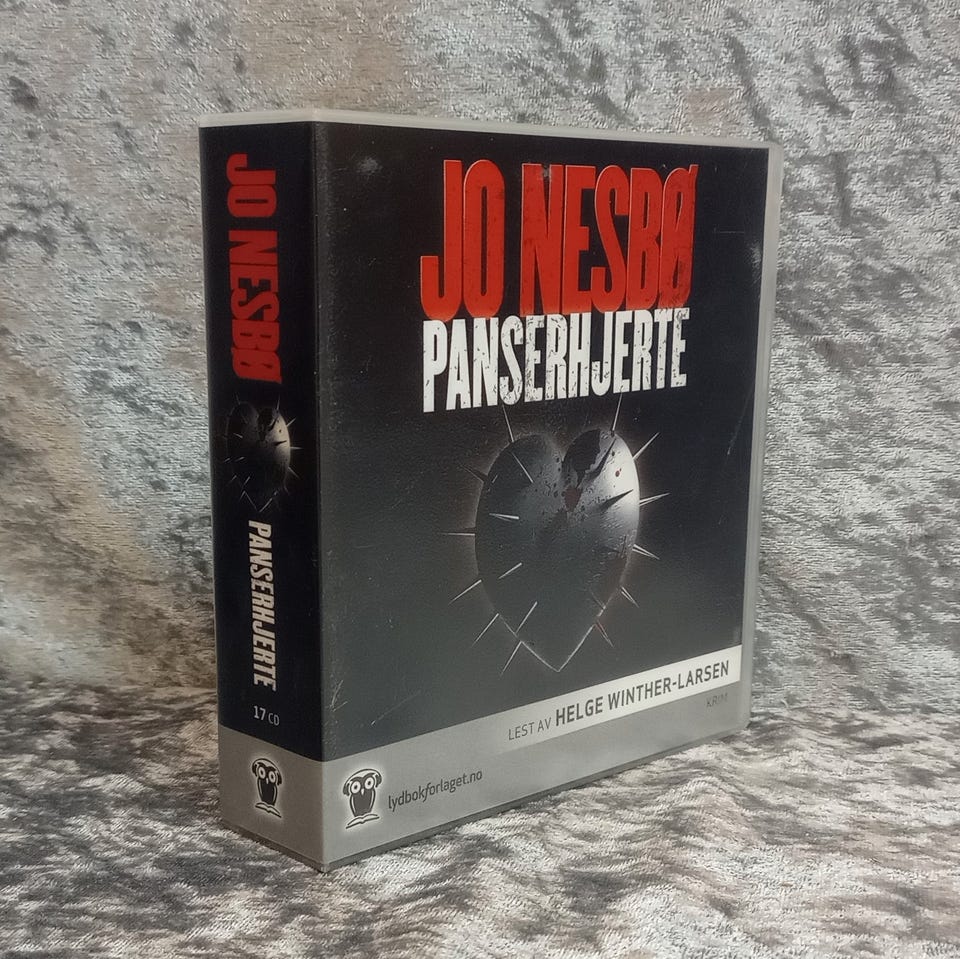 JO NESBØ
PANSERHJERTE
17 CD
JO NESBØ
PANSERHJERTE
LEST AV HELGE WINTHER-LARSEN
KRIM
lydbokforlaget.no